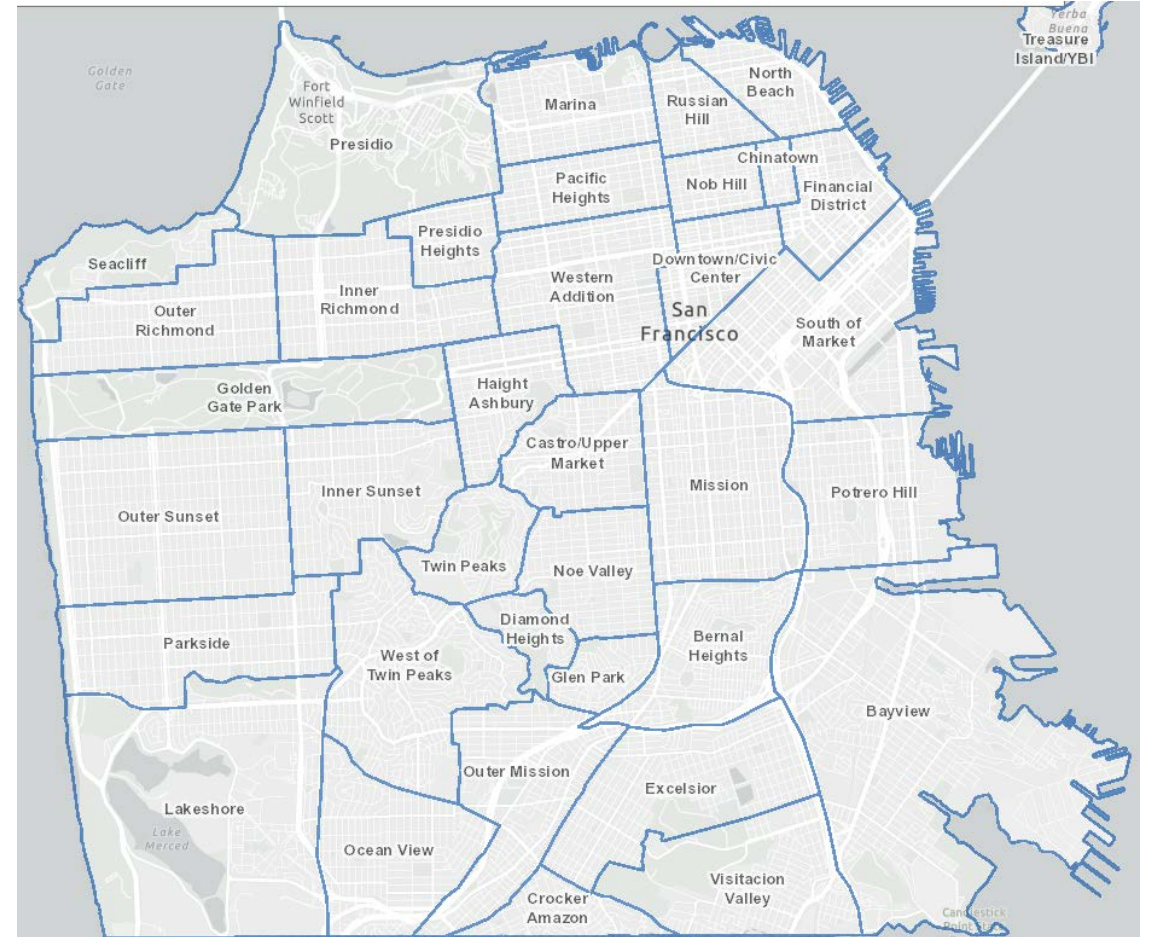 Yerba
Buena
Treasure
Island/YBI
Golden
Gate
Fort
Winfield
Scott
Presidio
Marina
Russian
Hill
North
Beach
Chinatown
Pacific
Heights
Nob Hill
Financial
District
Presidio
Heights
Seacliff
Outer
Richmond
Inner
Richmond
Western
Addition
Downtown/Civic
Center
San
Francisco
South of
Market
Golden
Gate Park
Haight
Ashbury
Castro/Upper
Market
Mission
Potrero Hill
Outer Sunset
Inner Sunset
Twin Peaks
Noe Valley
Diamond
Heights
Parkside
West of
Twin Peaks
Glen Park
Bernal
Heights
Bayview
Outer Mission
Excelsior
Lakeshore
Lake
Merced
Ocean View
Crocker
Amazon
Visitacion
Valley
Candlestick
Point